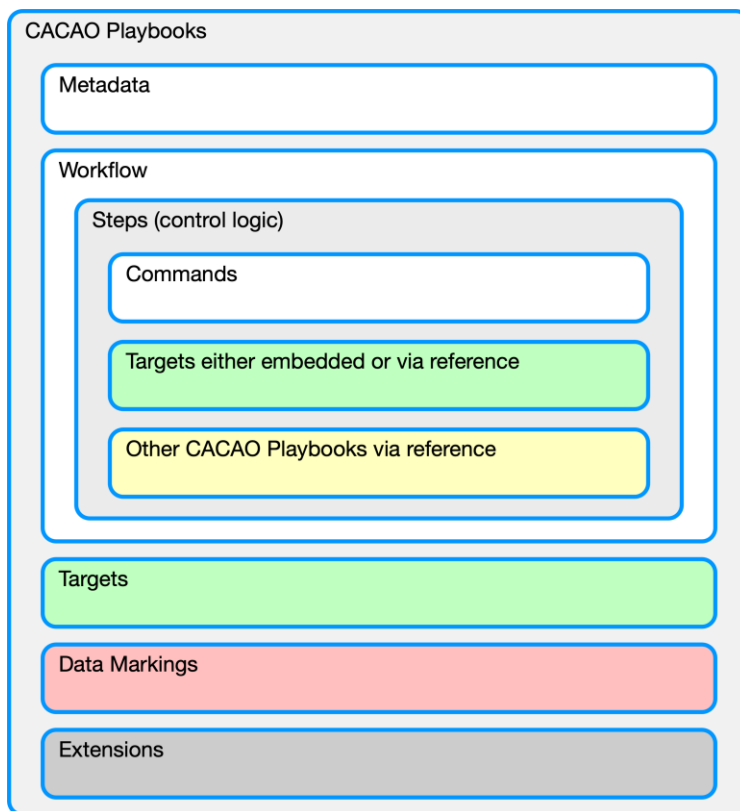 CACAO Playbooks
Metadata
Workflow
Steps (control logic)
Commands
Targets either embedded or via reference
Other CACAO Playbooks via reference
Targets
Data Markings
Extensions